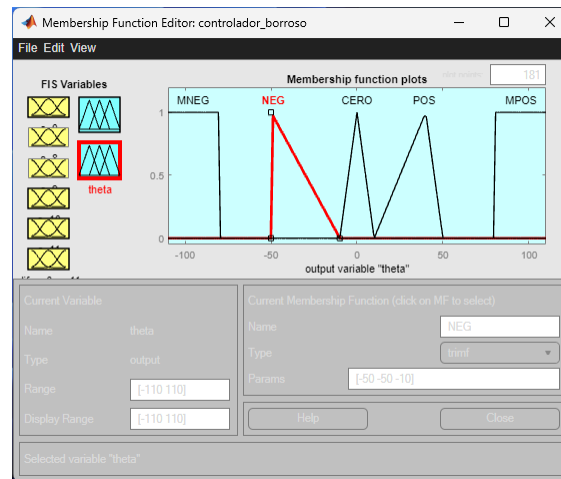 Membership Function Editor: controlador_borroso
File Edit View
FIS Variables
theta
Membership function plots
181
MNEG NEG CERO POS MPOS
1
0.5
0
-100 -50 0 50 100
output variable "theta"
Current Variable
Name theta
Type output
Range [-110 110]
Display Range [-110 110]
Current Membership Function (click on MF to select)
Name NEG
Type trimf
Params [-50 -50 -10]
Help Close
Selected variable "theta"